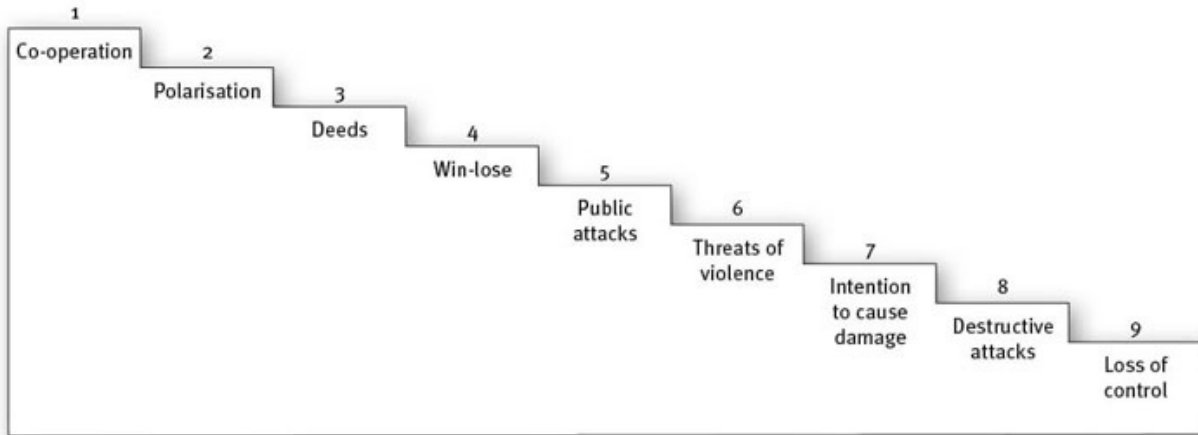 1
Co-operation
2
Polarisation
3
Deeds
4
Win-lose
5
Public
attacks
6
Threats of
violence
7
Intention
to cause
damage
8
Destructive
attacks
9
Loss of
control